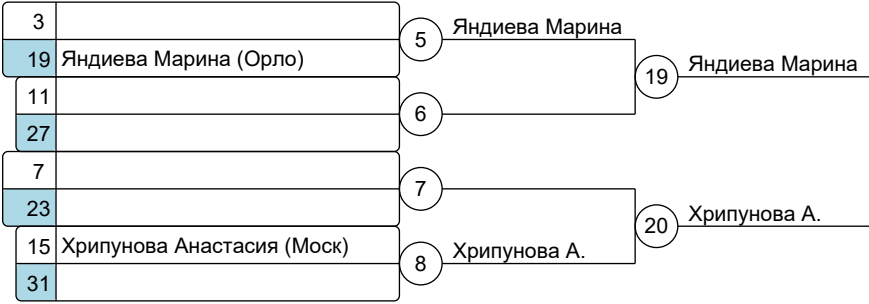 3
19 Яндиева Марина (Орло)
11
27
7
23
15 Хрипунова Анастасия (Моск)
31
5 Яндиева Марина
6
7
8 Хрипунова А.
19 Яндиева Марина
20 Хрипунова А.